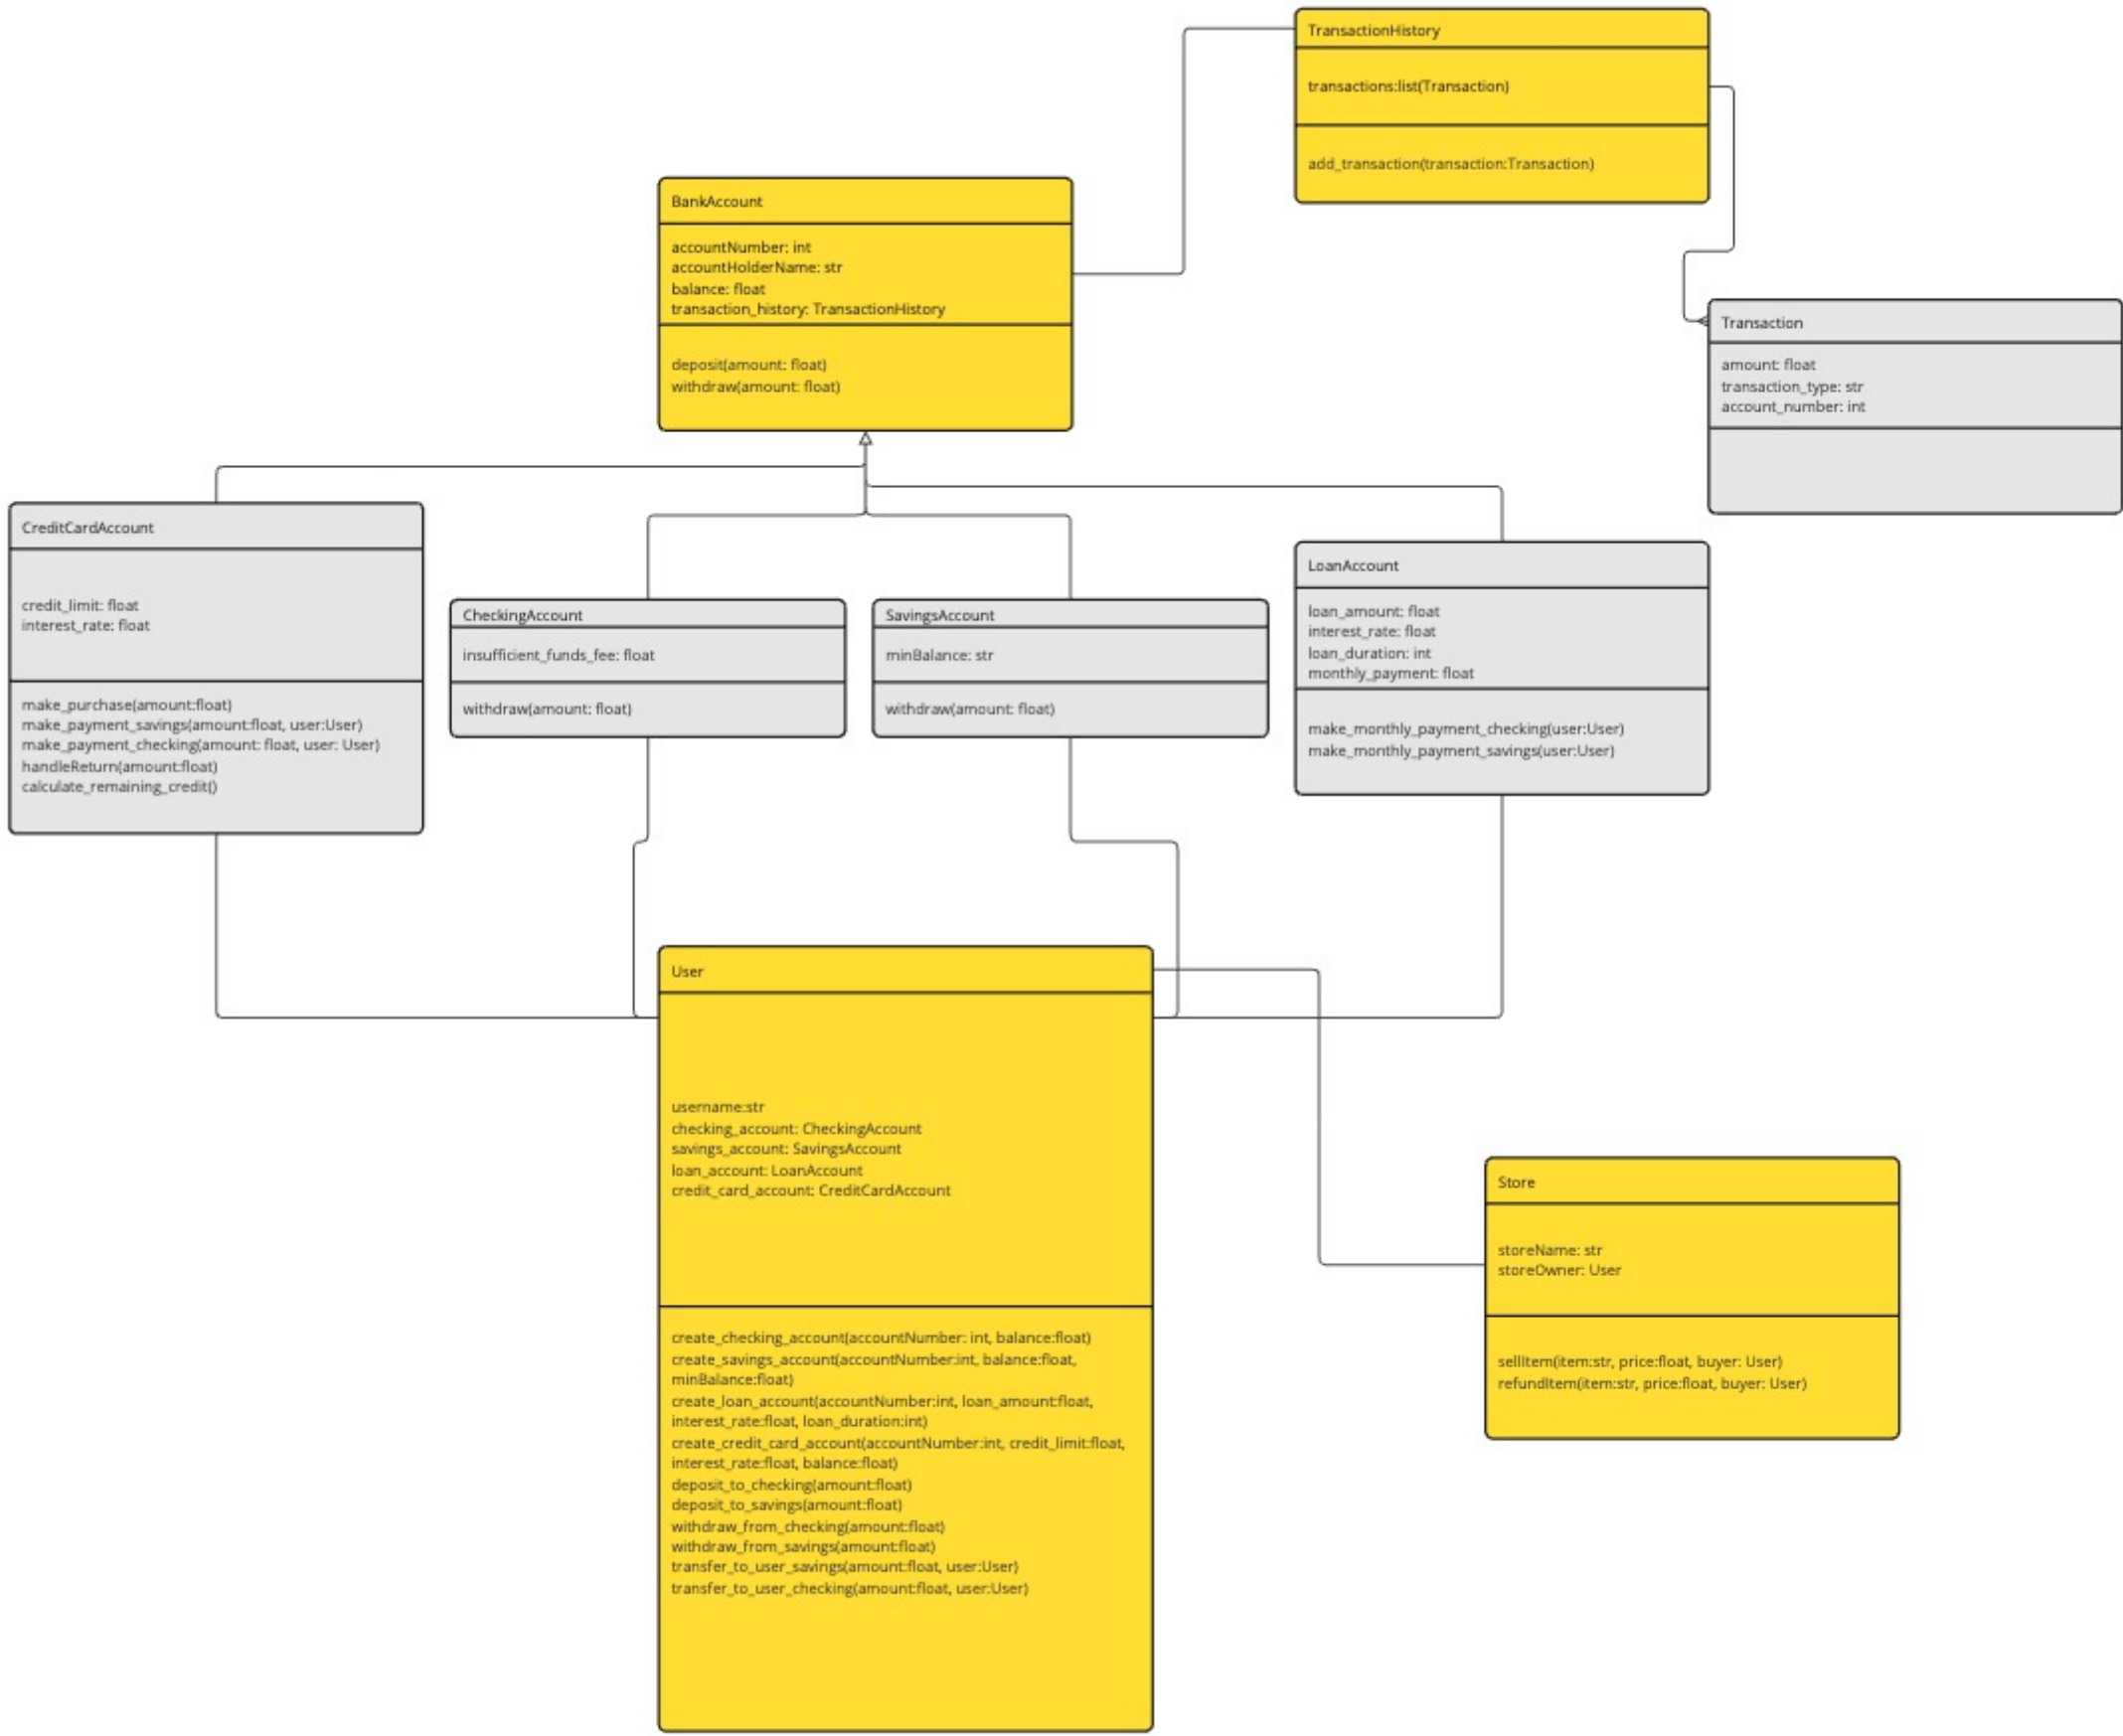 TransactionHistory
transactions:list(Transaction)
add_transaction(transaction:Transaction)
BankAccount
accountNumber: int
accountHolderName: str
balance: float
transaction_history: TransactionHistory
deposit(amount: float)
withdraw(amount: float)
Transaction
amount: float
transaction_type: str
account_number: int
CreditCardAccount
credit_limit: float
interest_rate: float
make_purchase(amount:float)
make_payment_savings(amount:float, user:User)
make_payment_checking(amount: float, user: User)
handleReturn(amount:float)
calculate_remaining_credit()
CheckingAccount
insufficient_funds_fee: float
withdraw(amount: float)
SavingsAccount
minBalance: str
withdraw(amount: float)
LoanAccount
loan_amount: float
interest_rate: float
loan_duration: int
monthly_payment: float
make_monthly_payment_checking(user:User)
make_monthly_payment_savings(user:User)
User
username:str
checking_account: CheckingAccount
savings_account: SavingsAccount
loan_account: LoanAccount
credit_card_account: CreditCardAccount
create_checking_account(accountNumber: int, balance:float)
create_savings_account(accountNumber:int, balance:float,
minBalance:float)
create_loan_account(accountNumber:int, loan_amount:float,
interest_rate:float, loan_duration:int)
create_credit_card_account(accountNumber:int, credit_limit:float,
interest_rate:float, balance:float)
deposit_to_checking(amount:float)
deposit_to_savings(amount:float)
withdraw_from_checking(amount:float)
withdraw_from_savings(amount:float)
transfer_to_user_savings(amount:float, user:User)
transfer_to_user_checking(amount:float, user:User)
Store
storeName: str
storeOwner: User
sellItem(item:str, price:float, buyer: User)
refundItem(item:str, price:float, buyer: User)